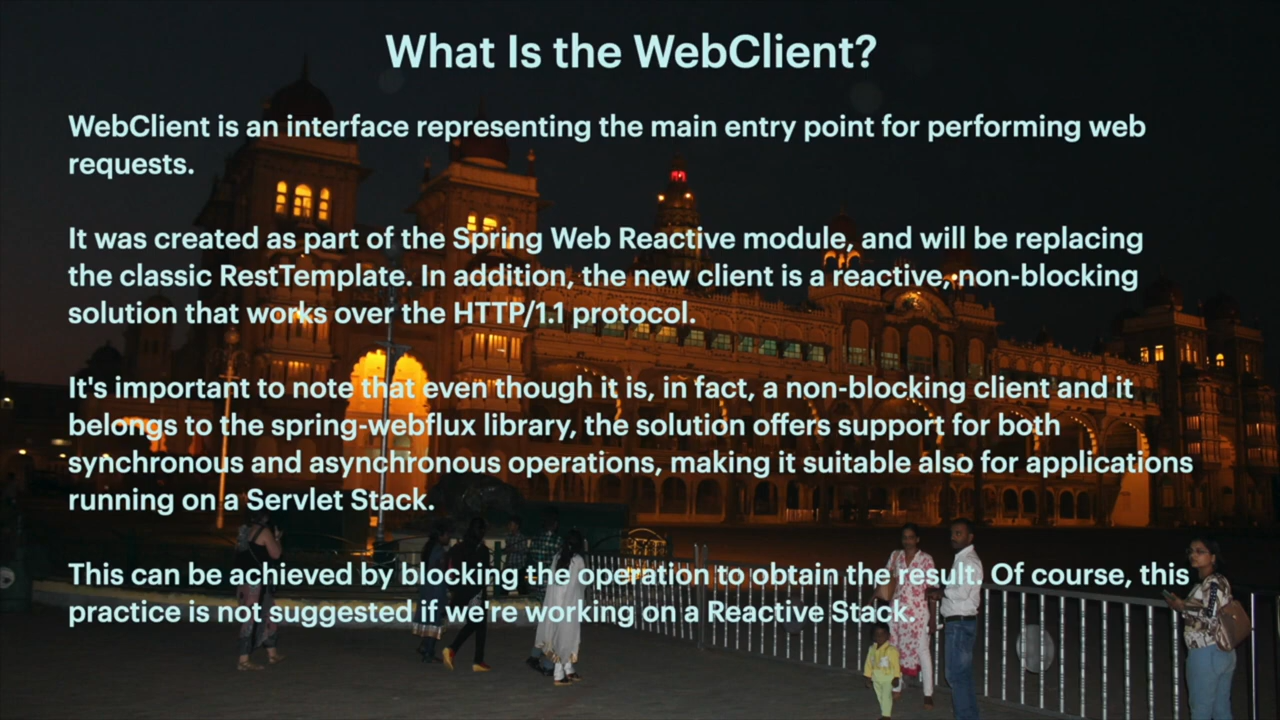 What Is the WebClient?
WebClient is an interface representing the main entry point for performing web
requests.
It was created as part of the Spring Web Reactive module, and will be replacing
the classic RestTemplate. In addition, the new client is a reactive, non-blocking
solution that works over the HTTP/1.1 protocol.
It's important to note that even though it is, in fact, a non-blocking client and it
belongs to the spring-webflux library, the solution offers support for both
synchronous and asynchronous operations, making it suitable also for applications
running on a Servlet Stack.
This can be achieved by blocking the operation to obtain the result. Of course, this
practice is not suggested if we're working on a Reactive Stack.